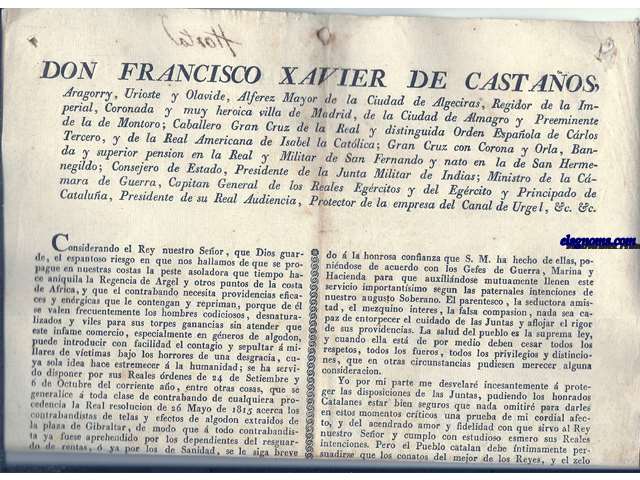 DON FRANCISCO XAVIER DE CASTAÑOS,
Aragorry, Urioste y Olavide, Alferez Mayor de la Ciudad de Algeciras, Regidor de la Im-
perial, Coronada y muy heroica villa de Madrid, de la Ciudad de Almagro y Preeminente
de la de Montoro; Caballero Gran Cruz de la Real y distinguida Orden Española de Cárlos
Tercero, y de la Real Americana de Isabel la Católica; Gran Cruz con Corona y Orla, Ban-
da y superior pension en la Real y Militar de San Fernando y nato en la de San Herme-
negildo; Consejero de Estado, Presidente de la Junta Militar de Indias; Ministro de la Cá-
mara de Guerra, Capitan General de los Reales Egércitos y del Egército y Principado de
Cataluña, Presidente de su Real Audiencia, Protector de la empresa del Canal de Urgel, &c. &c.
elagnoma.com
Considerando el Rey nuestro Señor, que Dios guar-
de, el espantoso riesgo en que nos hallamos de que se pro-
pague en nuestras costas la peste asoladora que tiempo ha-
ce aniquila la Regencia de Argel y otros puntos de la costa
de Africa, y que el contrabando necesita providencias efica-
ces y enérgicas que le contengan y repriman, porque de él
se valen frecuentemente los hombres codiciosos, desnatura-
lizados, y viles para sus torpes ganancias sin atender que
este infame comercio, especialmente en géneros de algodon,
puede introducir con facilidad el contagio y sepultar á mi-
llares de víctimas bajo los horrores de una desgracia, cu-
ya sola idea hace estremecer á la humanidad; se ha servi-
do disponer por sus Reales órdenes de 24 de Setiembre y
6 de Octubre del corriente año, entre otras cosas, que se
generalice á toda clase de contrabando de cualquiera pro-
cedencia la Real resolucion de 26 Mayo de 1815 acerca los
contrabandistas de telas y efectos de algodon extraidos de
la plaza de Gibraltar, de modo que á todo contrabandis-
ta ya fuese aprehendido por los dependientes del resguar-
do de rentas, ó ya por los de Sanidad, se le siga breve
do á la honrosa confianza que S. M. ha hecho de ellas, po-
niéndose de acuerdo con los Gefes de Guerra, Marina y
Hacienda para que auxiliándose mutuamente llenen este
servicio importantísimo segun las paternales intenciones de
nuestro augusto Soberano. El parentesco, la seductora amis-
tad, el mezquino interes, la falsa compasion, nada sea ca-
paz de entorpecer el cuidado de las Juntas y aflojar el rigor
de sus providencias. La salud del pueblo es la suprema ley,
y cuando ella está de por medio deben cesar todos los
respetos, todos los fueros, todos los privilegios y distincio-
nes, que en otras circunstancias pudiesen merecer alguna
consideracion.
Yo por mi parte me desvelaré incesantemente á prote-
ger las disposiciones de las Juntas, pudiendo los honrados
Catalanes estar bien seguros que nada omitiré para darles
en estos momentos críticos una prueba de mi cordial afec-
to, y del acendrado amor y fidelidad con que sirvo al Rey
nuestro Señor y cumplo con estudioso esmero sus Reales
intenciones. Pero el Pueblo catalan debe íntimamente per-
suadirse que los conatos del mejor de los Reyes, y el zelo